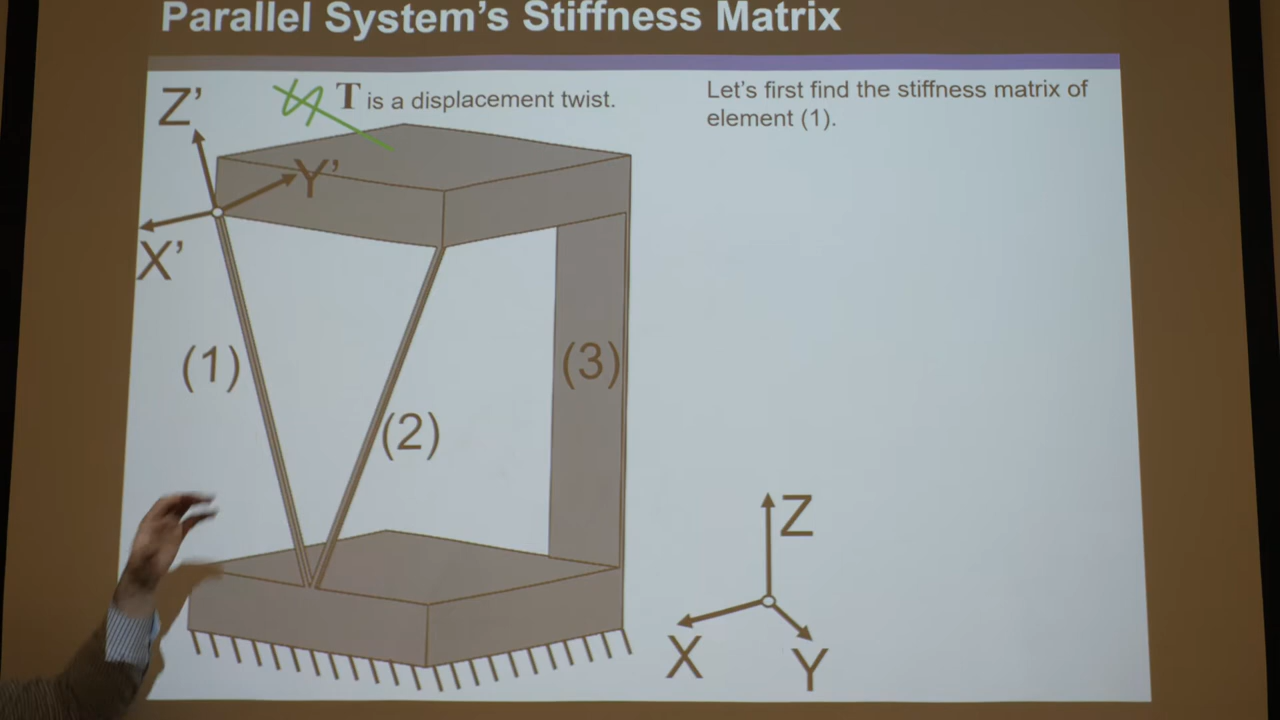 Parallel System's Stiffness Matrix
T is a displacement twist.
Let's first find the stiffness matrix of
element (1).
Z'
Y'
X'
(1)
(2)
(3)
Z
X
Y